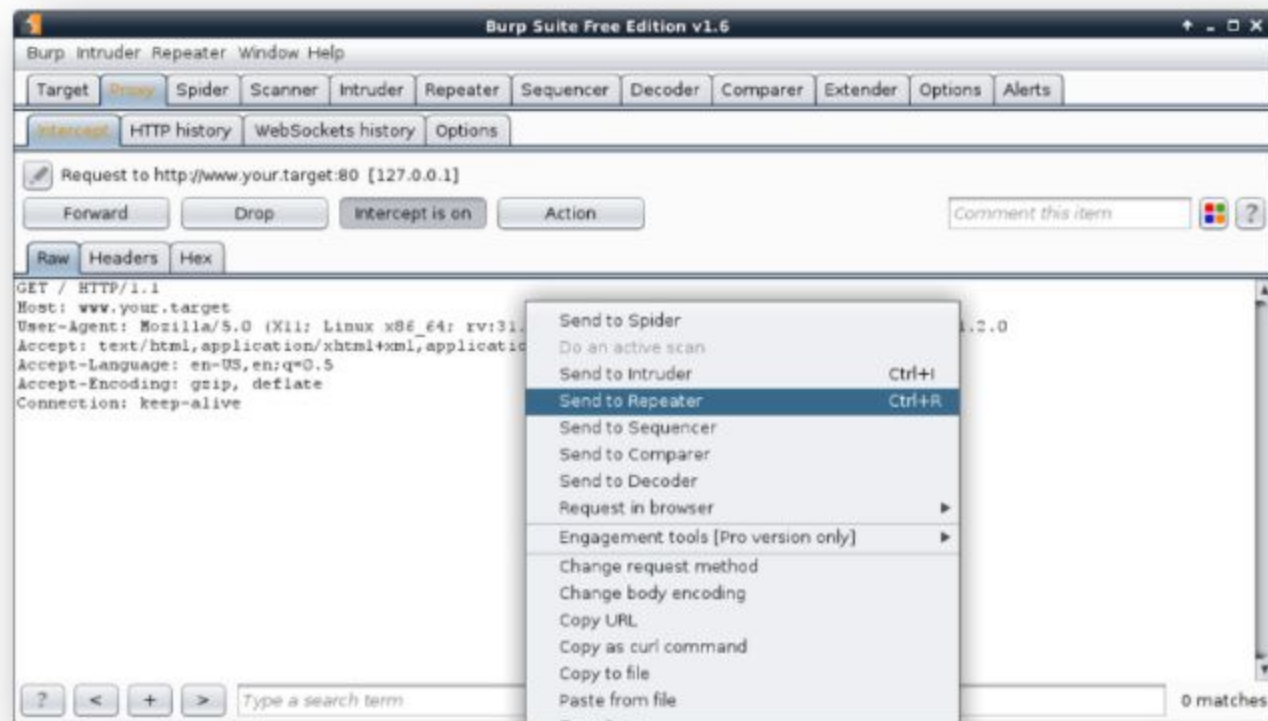 Burp Suite Free Edition v1.6
Burp Intruder Repeater Window Help
Target Proxy Spider Scanner Intruder Repeater Sequencer Decoder Comparer Extender Options Alerts
Intercept HTTP history WebSockets history Options
Request to http://www.your.target:80 [127.0.0.1]
Forward Drop Intercept is on Action Comment this item ?
Raw Headers Hex
GET / HTTP/1.1
Host: www.your.target
User-Agent: Mozilla/5.0 (X11; Linux x86_64; rv:31. 1.2.0
Accept: text/html,application/xhtml+xml,applicatio
Accept-Language: en-US,en;q=0.5
Accept-Encoding: gzip, deflate
Connection: keep-alive
Send to Spider
Do an active scan
Send to Intruder Ctrl+I
Send to Repeater Ctrl+R
Send to Sequencer
Send to Comparer
Send to Decoder
Request in browser
Engagement tools [Pro version only]
Change request method
Change body encoding
Copy URL
Copy as curl command
Copy to file
Paste from file
? < + > Type a search term 0 matches